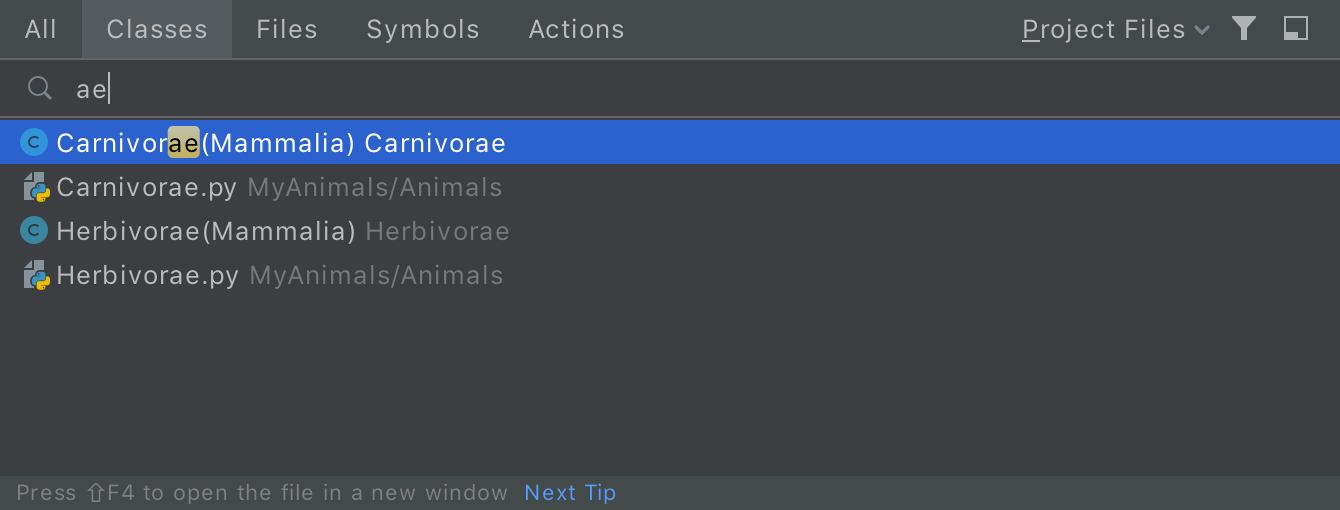 All Classes Files Symbols Actions Project Files
ae
C Carnivorae(Mammalia) Carnivorae
Carnivorae.py MyAnimals/Animals
C Herbivorae(Mammalia) Herbivorae
Herbivorae.py MyAnimals/Animals
Press ⇧F4 to open the file in a new window Next Tip